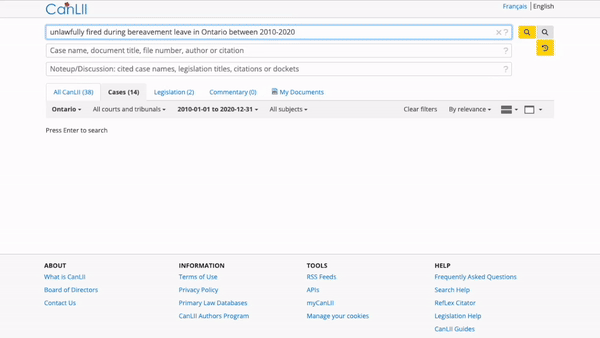 CanLII
Français | English
unlawfully fired during bereavement leave in Ontario between 2010-2020
Case name, document title, file number, author or citation
Noteup/Discussion: cited case names, legislation titles, citations or dockets
All CanLII (38) Cases (14) Legislation (2) Commentary (0) My Documents
Ontario All courts and tribunals 2010-01-01 to 2020-12-31 All subjects Clear filters By relevance
Press Enter to search
ABOUT
What is CanLII
Board of Directors
Contact Us
INFORMATION
Terms of Use
Privacy Policy
Primary Law Databases
CanLII Authors Program
TOOLS
RSS Feeds
APIs
myCanLII
Manage your cookies
HELP
Frequently Asked Questions
Search Help
RefLex Citator
Legislation Help
CanLII Guides